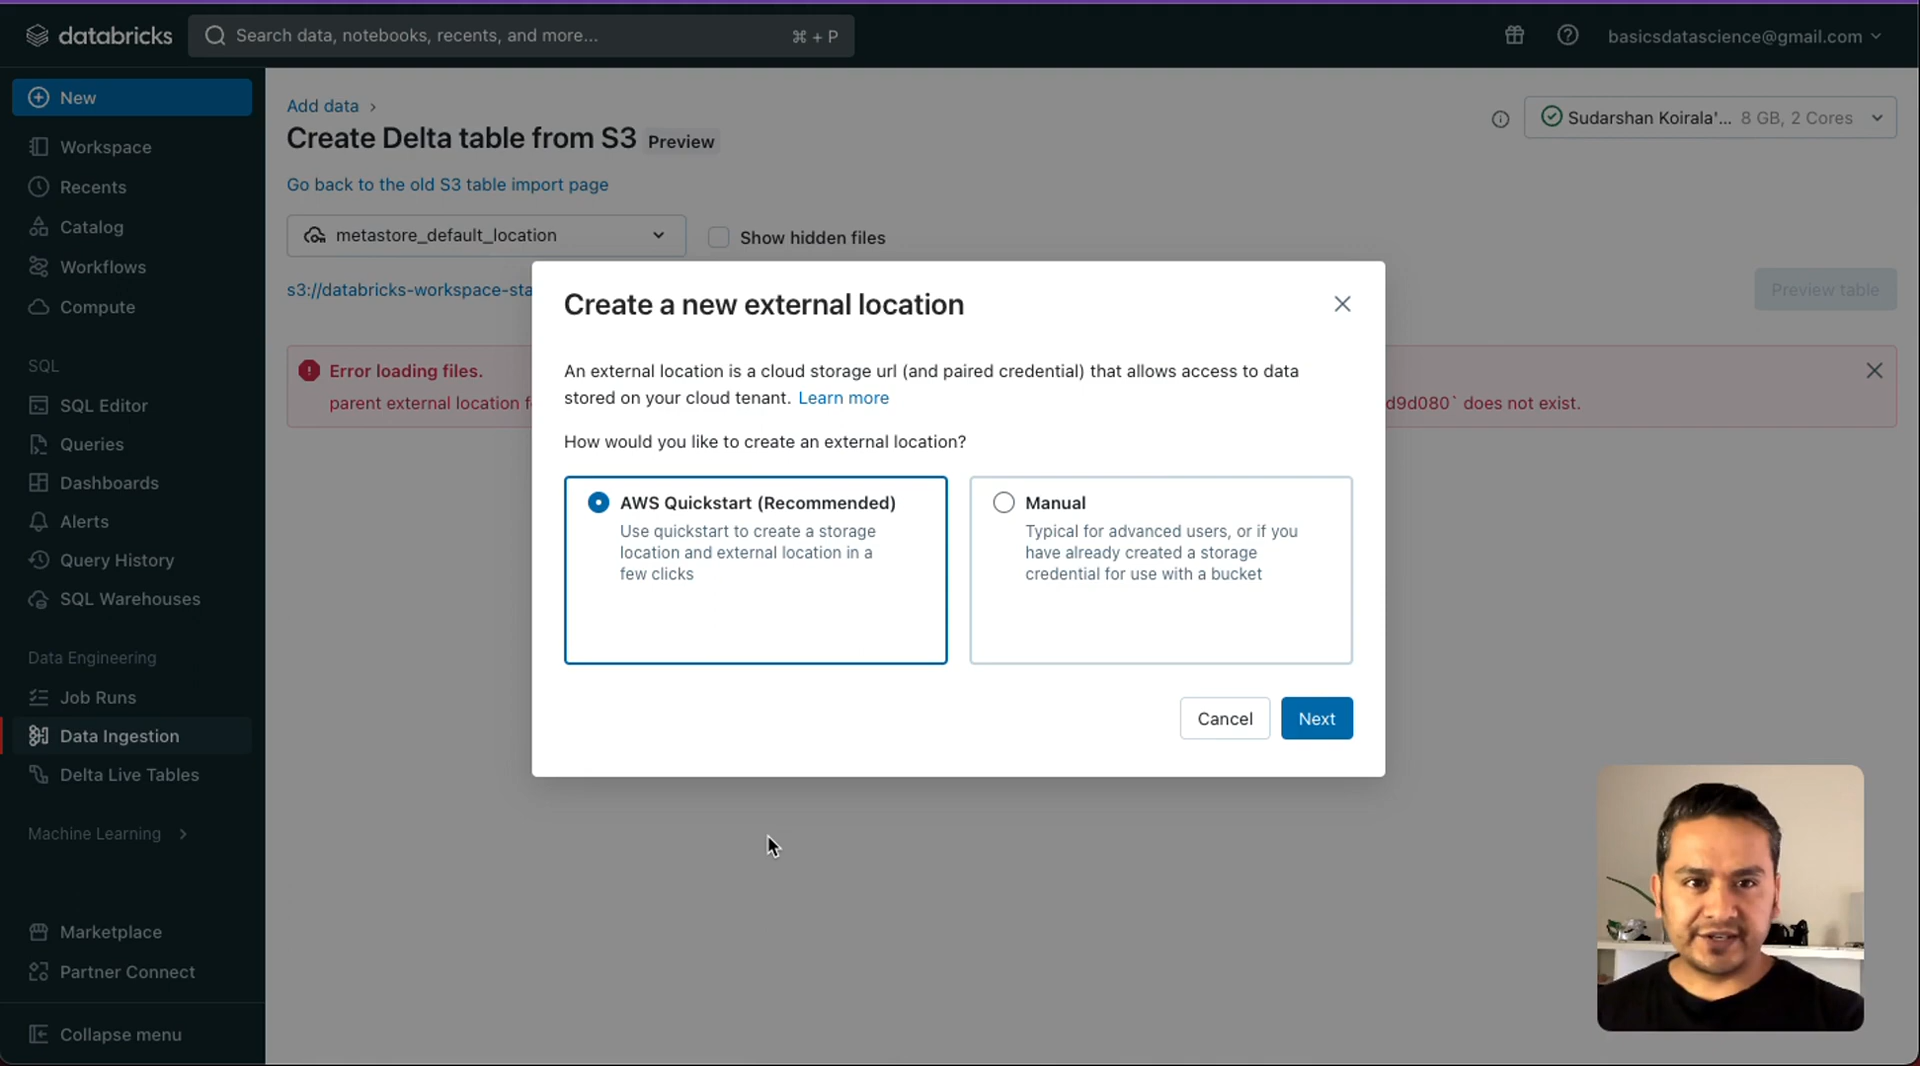 databricks
Search data, notebooks, recents, and more...
⌘ + P
basicsdatascience@gmail.com
New
Workspace
Recents
Catalog
Workflows
Compute
SQL
SQL Editor
Queries
Dashboards
Alerts
Query History
SQL Warehouses
Data Engineering
Job Runs
Data Ingestion
Delta Live Tables
Machine Learning
Marketplace
Partner Connect
Collapse menu
Add data
Create Delta table from S3 Preview
Sudarshan Koirala'... 8 GB, 2 Cores
Go back to the old S3 table import page
metastore_default_location
Show hidden files
s3://databricks-workspace-sta
Preview table
Error loading files.
parent external location f
d9d080` does not exist.
Create a new external location
An external location is a cloud storage url (and paired credential) that allows access to data
stored on your cloud tenant. Learn more
How would you like to create an external location?
AWS Quickstart (Recommended)
Use quickstart to create a storage
location and external location in a
few clicks
Manual
Typical for advanced users, or if you
have already created a storage
credential for use with a bucket
Cancel
Next